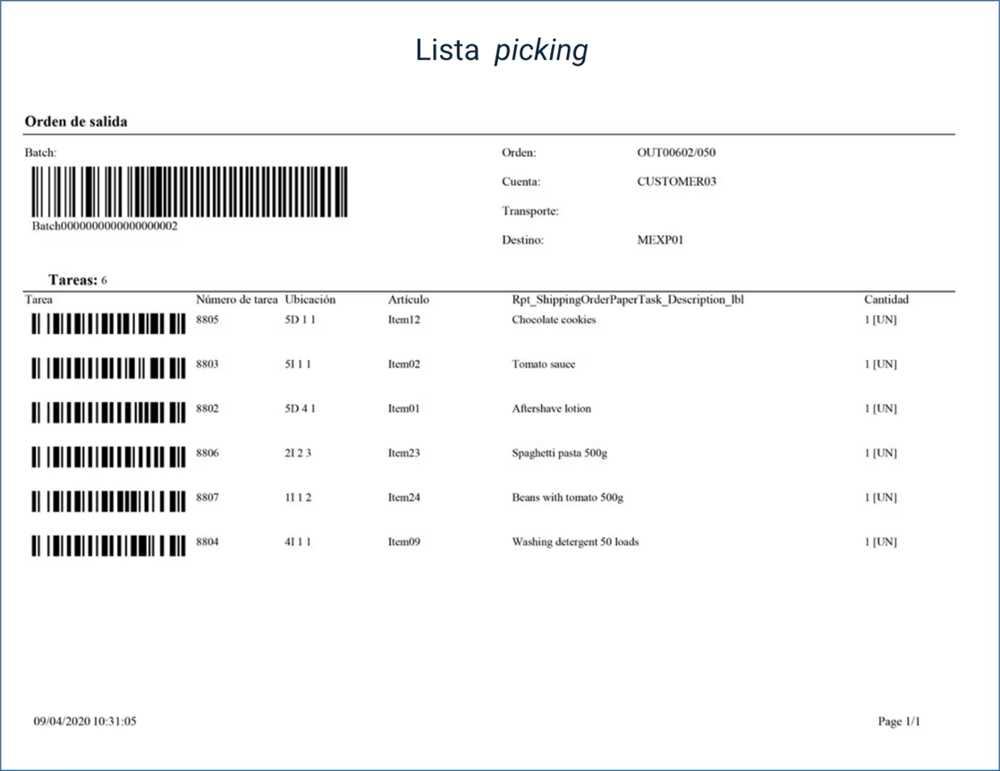 Lista picking
Orden de salida
Batch:
Batch0000000000000000002
Orden: OUT00602/050
Cuenta: CUSTOMER03
Transporte:
Destino: MEXP01
Tareas: 6
Tarea Número de tarea Ubicación Artículo Rpt_ShippingOrderPaperTask_Description_lbl Cantidad
8805 5D 1 1 Item12 Chocolate cookies 1 [UN]
8803 5I 1 1 Item02 Tomato sauce 1 [UN]
8802 5D 4 1 Item01 Aftershave lotion 1 [UN]
8806 2I 2 3 Item23 Spaghetti pasta 500g 1 [UN]
8807 1I 1 2 Item24 Beans with tomato 500g 1 [UN]
8804 4I 1 1 Item09 Washing detergent 50 loads 1 [UN]
09/04/2020 10:31:05 Page 1/1